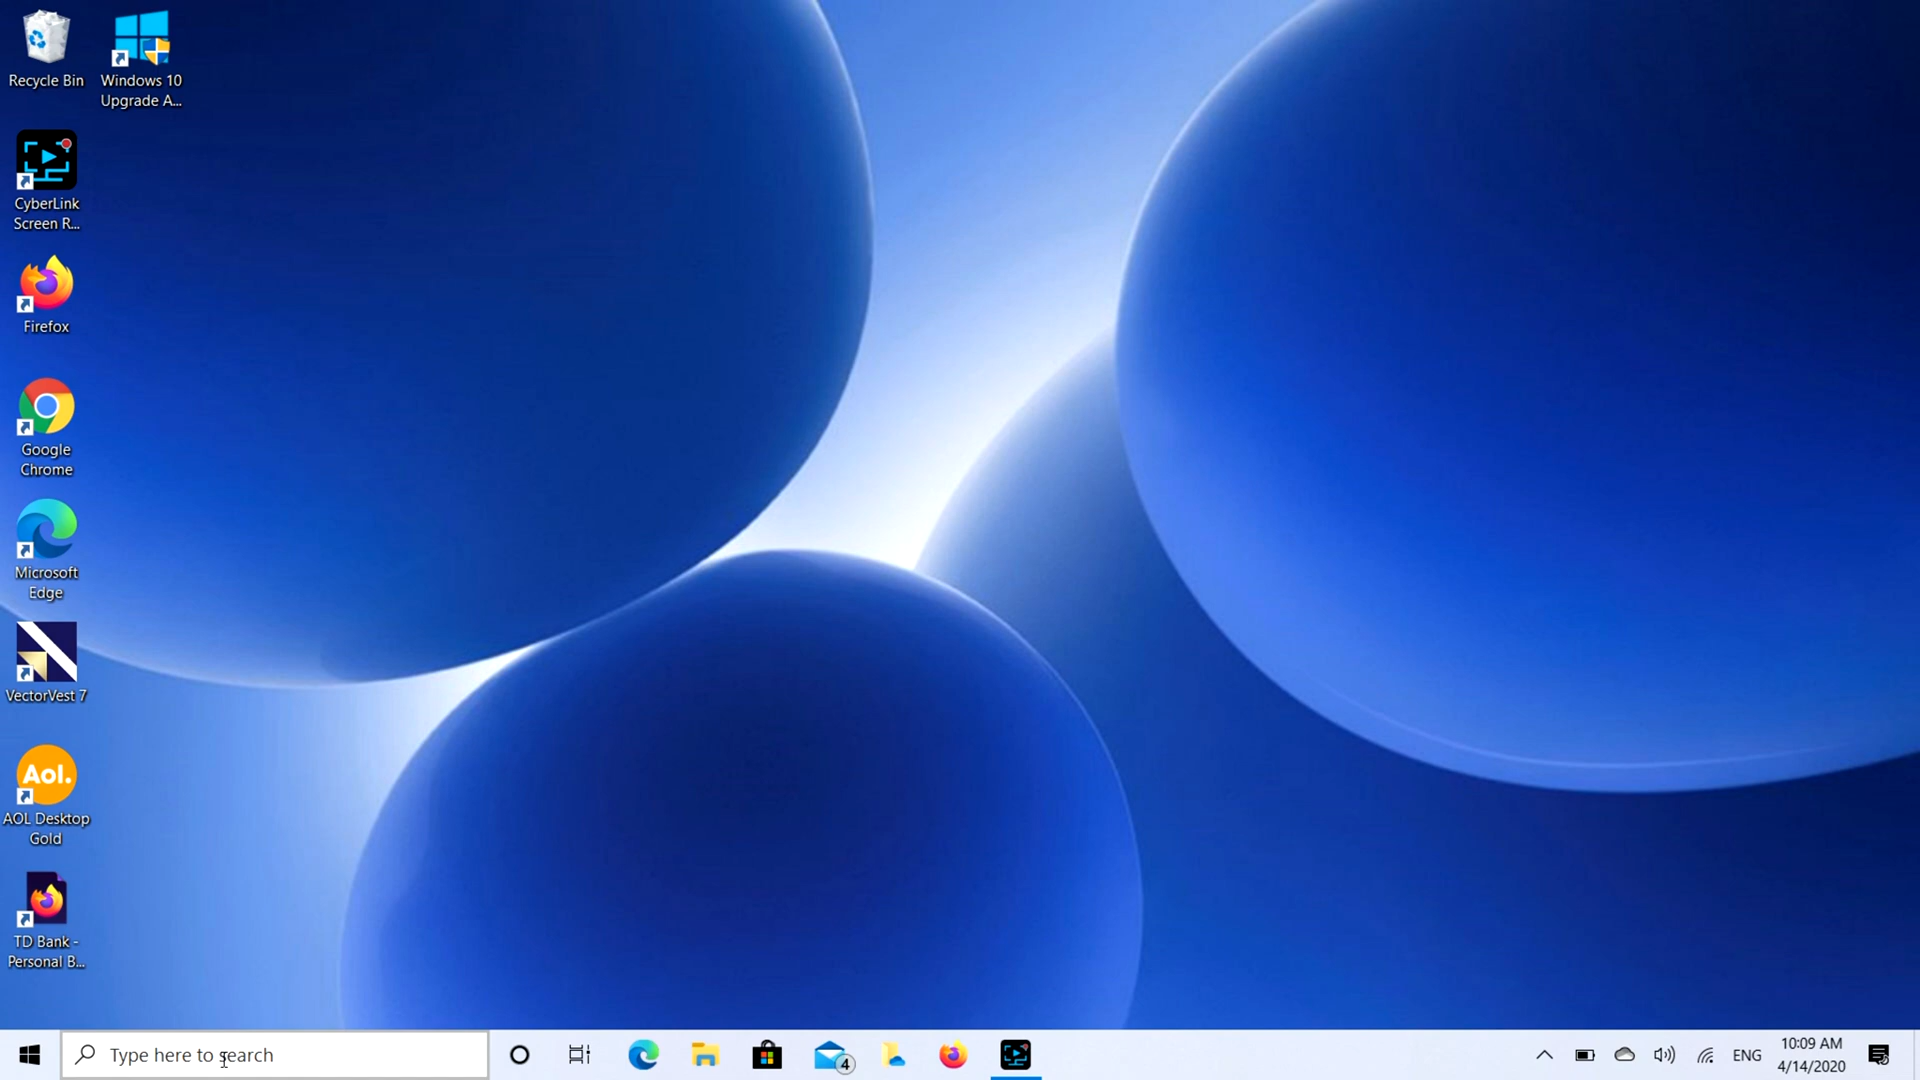 Recycle Bin
Windows 10
Upgrade A...
CyberLink
Screen R...
Firefox
Google
Chrome
Microsoft
Edge
VectorVest 7
Aol.
AOL Desktop
Gold
TD Bank -
Personal B...
Type here to search
4
ENG
10:09 AM
4/14/2020